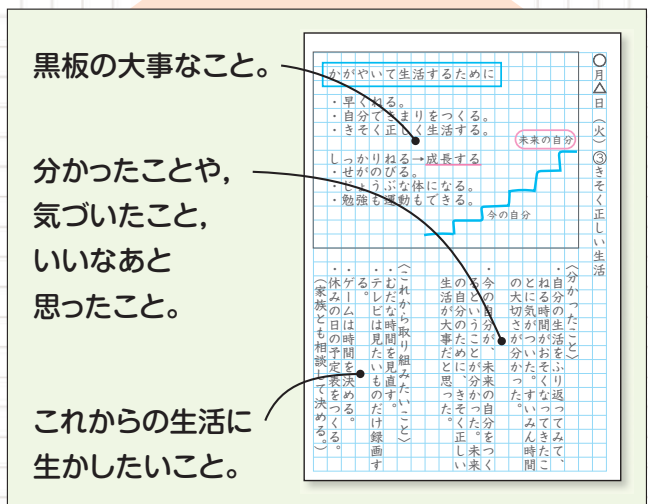 黒板の大事なこと。
分かったことや,
気づいたこと,
いいなあと
思ったこと。
これからの生活に
生かしたいこと。
○月△日（火）③きそく正しい生活
かがやいて生活するために
・早くねる。
・自分できまりをつくる。
・きそく正しく生活する。
しっかりねる→成長する
・せがのびる。
・じょうぶな体になる。
・勉強も運動もできる。
未来の自分
今の自分
〈分かったこと〉
・自分の生活をふり返ってみて、
ねる時間がおそくなってきたこ
とに気がついた。すいみん時間
の大切さが分かった。
・今の自分が、未来の自分をつく
るということが分かった。未来
の自分のために、きそく正しい
生活が大事だと思った。
〈これから取り組みたいこと〉
・むだな時間を見直す。
・テレビは見たいものだけ録画す
る。
・ゲームは時間を決める。
・休みの日の予定表をつくる。
（家族とも相談して決める。）